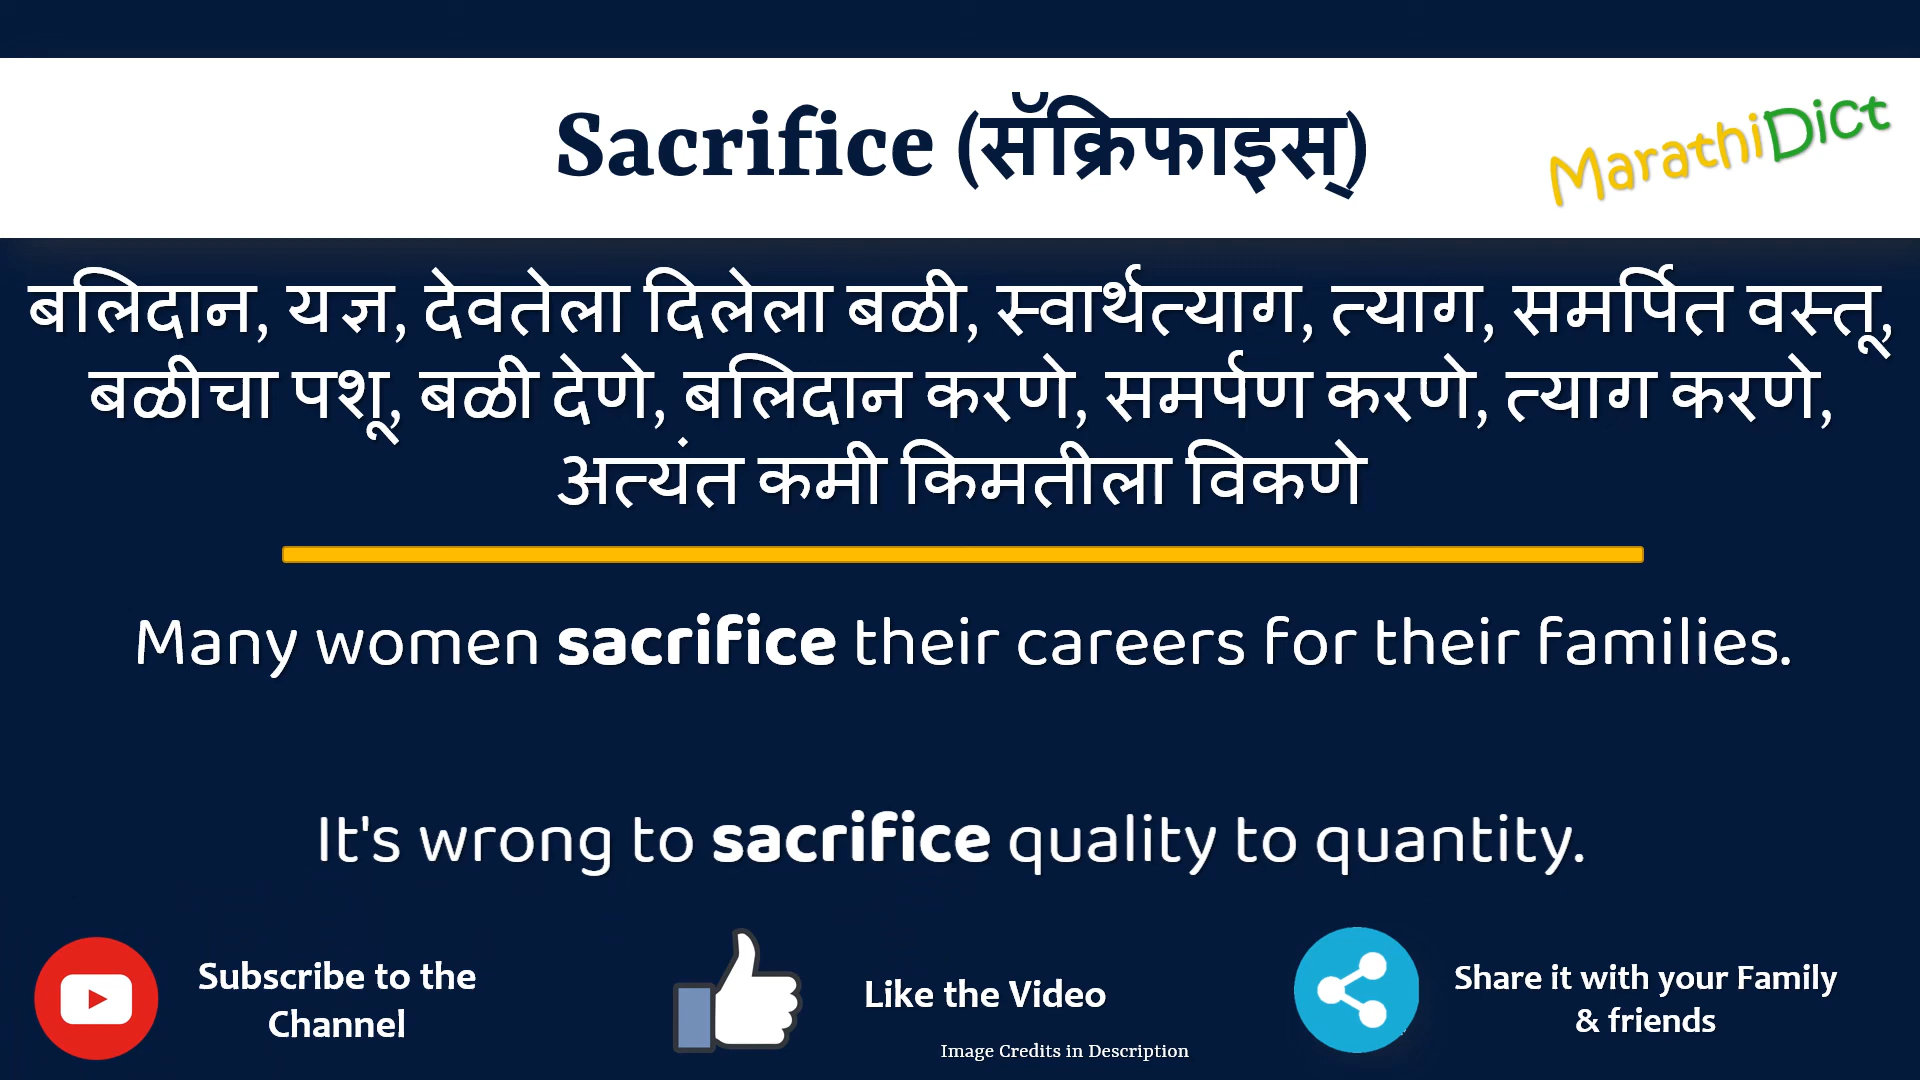 Sacrifice (सॅक्रिफाइस्)
MarathiDict
बलिदान, यज्ञ, देवतेला दिलेला बळी, स्वार्थत्याग, त्याग, समर्पित वस्तू,
बळीचा पशू, बळी देणे, बलिदान करणे, समर्पण करणे, त्याग करणे,
अत्यंत कमी किमतीला विकणे
Many women sacrifice their careers for their families.
It's wrong to sacrifice quality to quantity.
Subscribe to the
Channel
Like the Video
Share it with your Family
& friends
Image Credits in Description